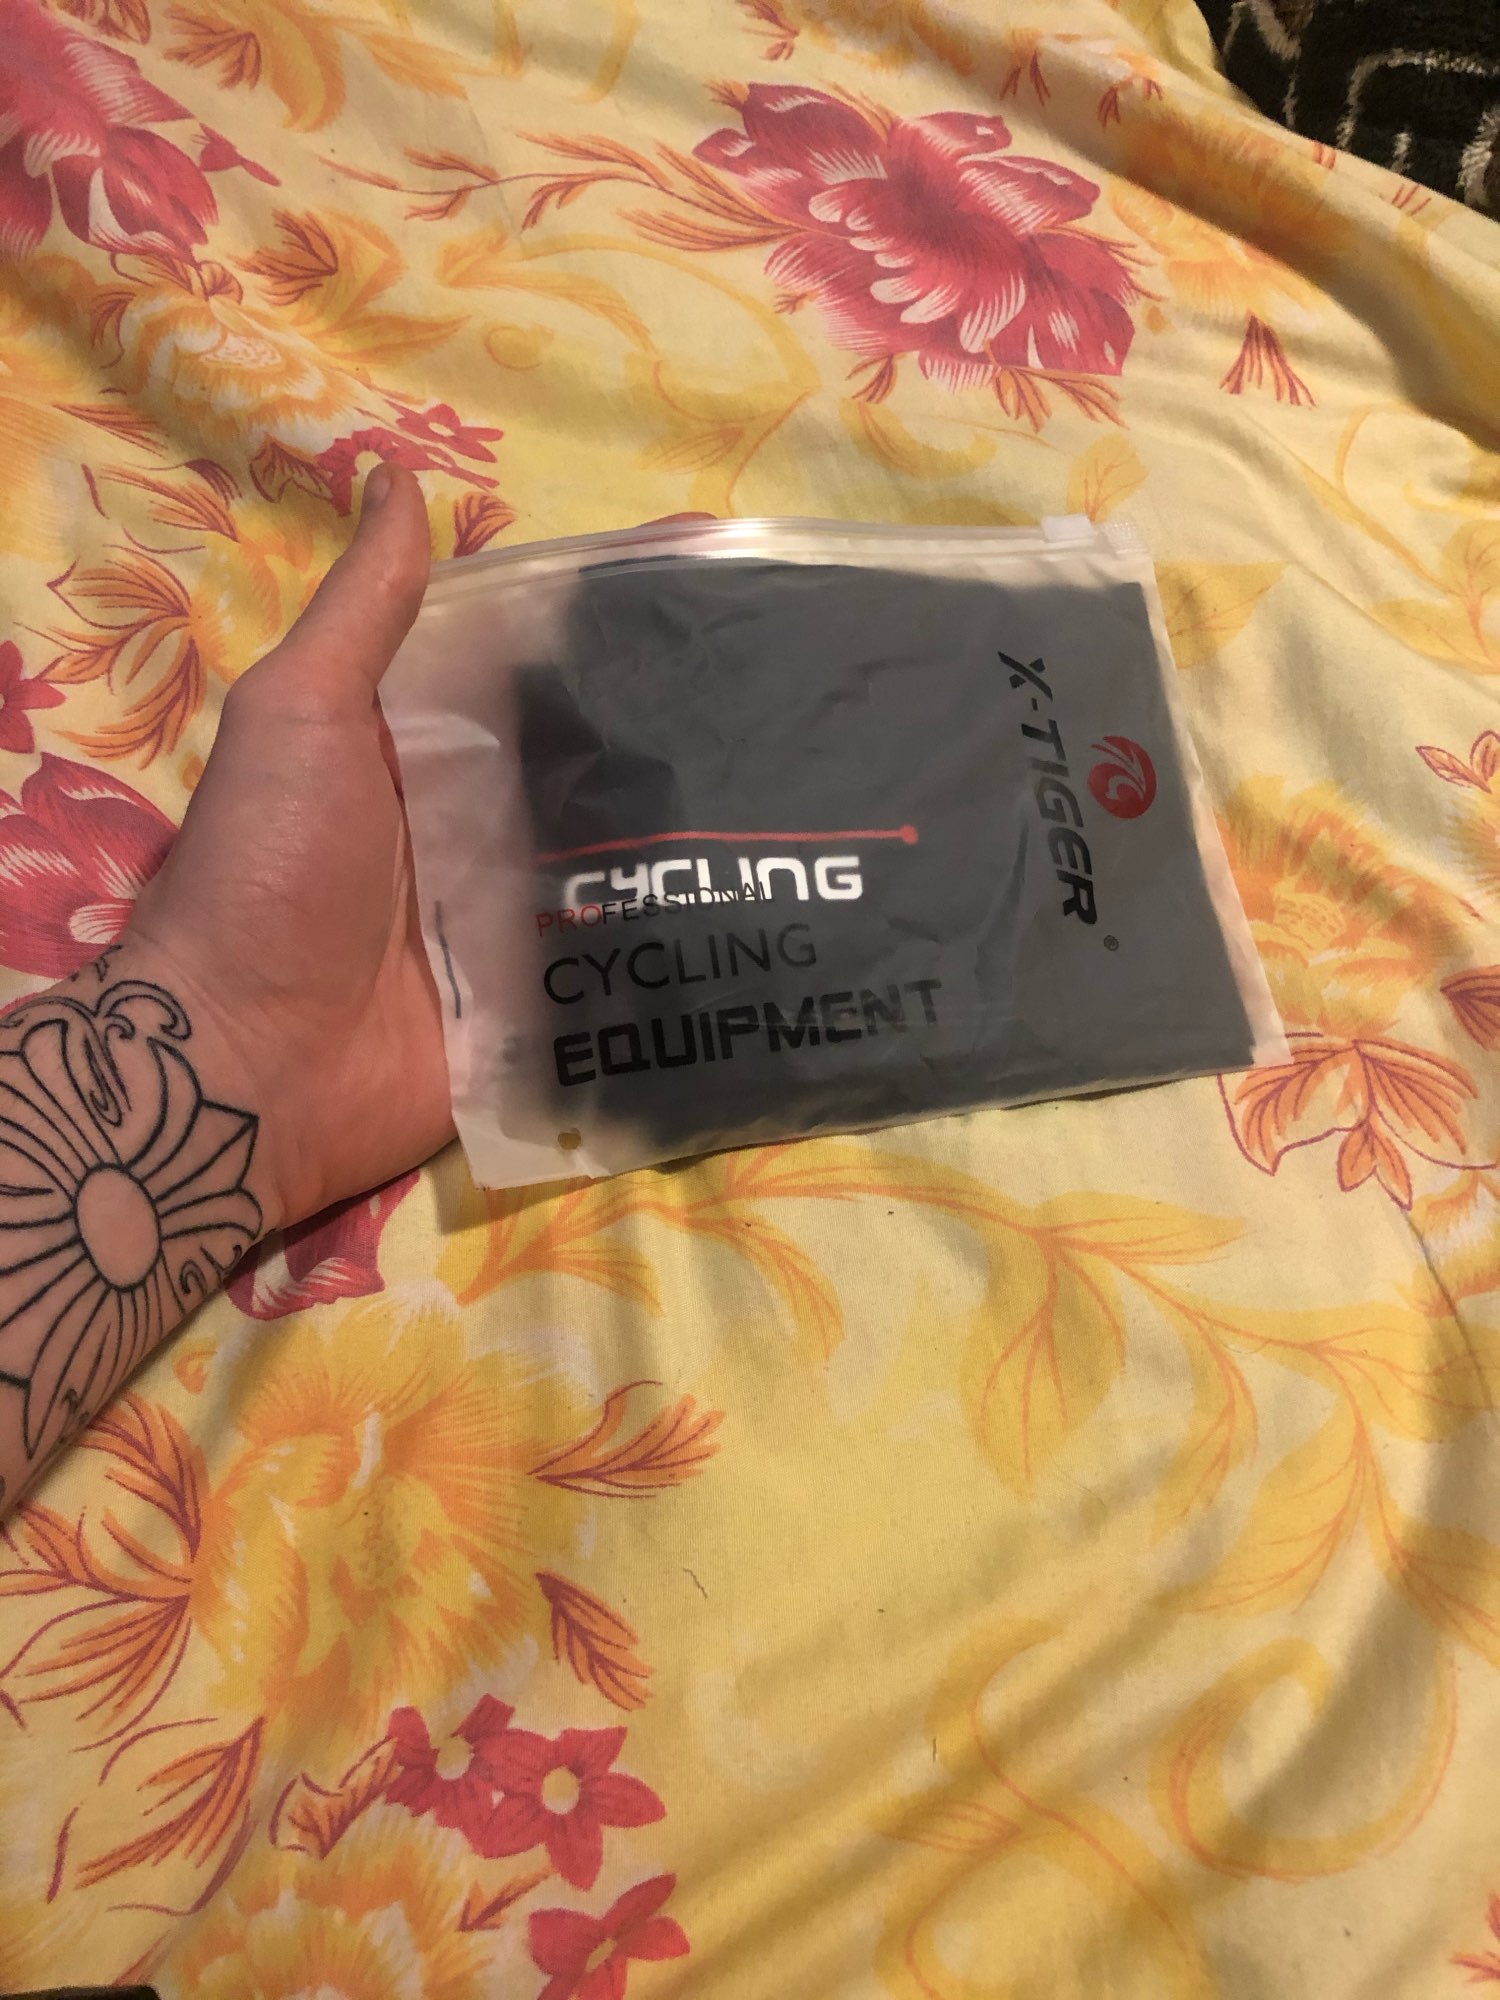 CYCLING
PROFESSIONAL
CYCLING
EQUIPMENT
X-TIGER ®